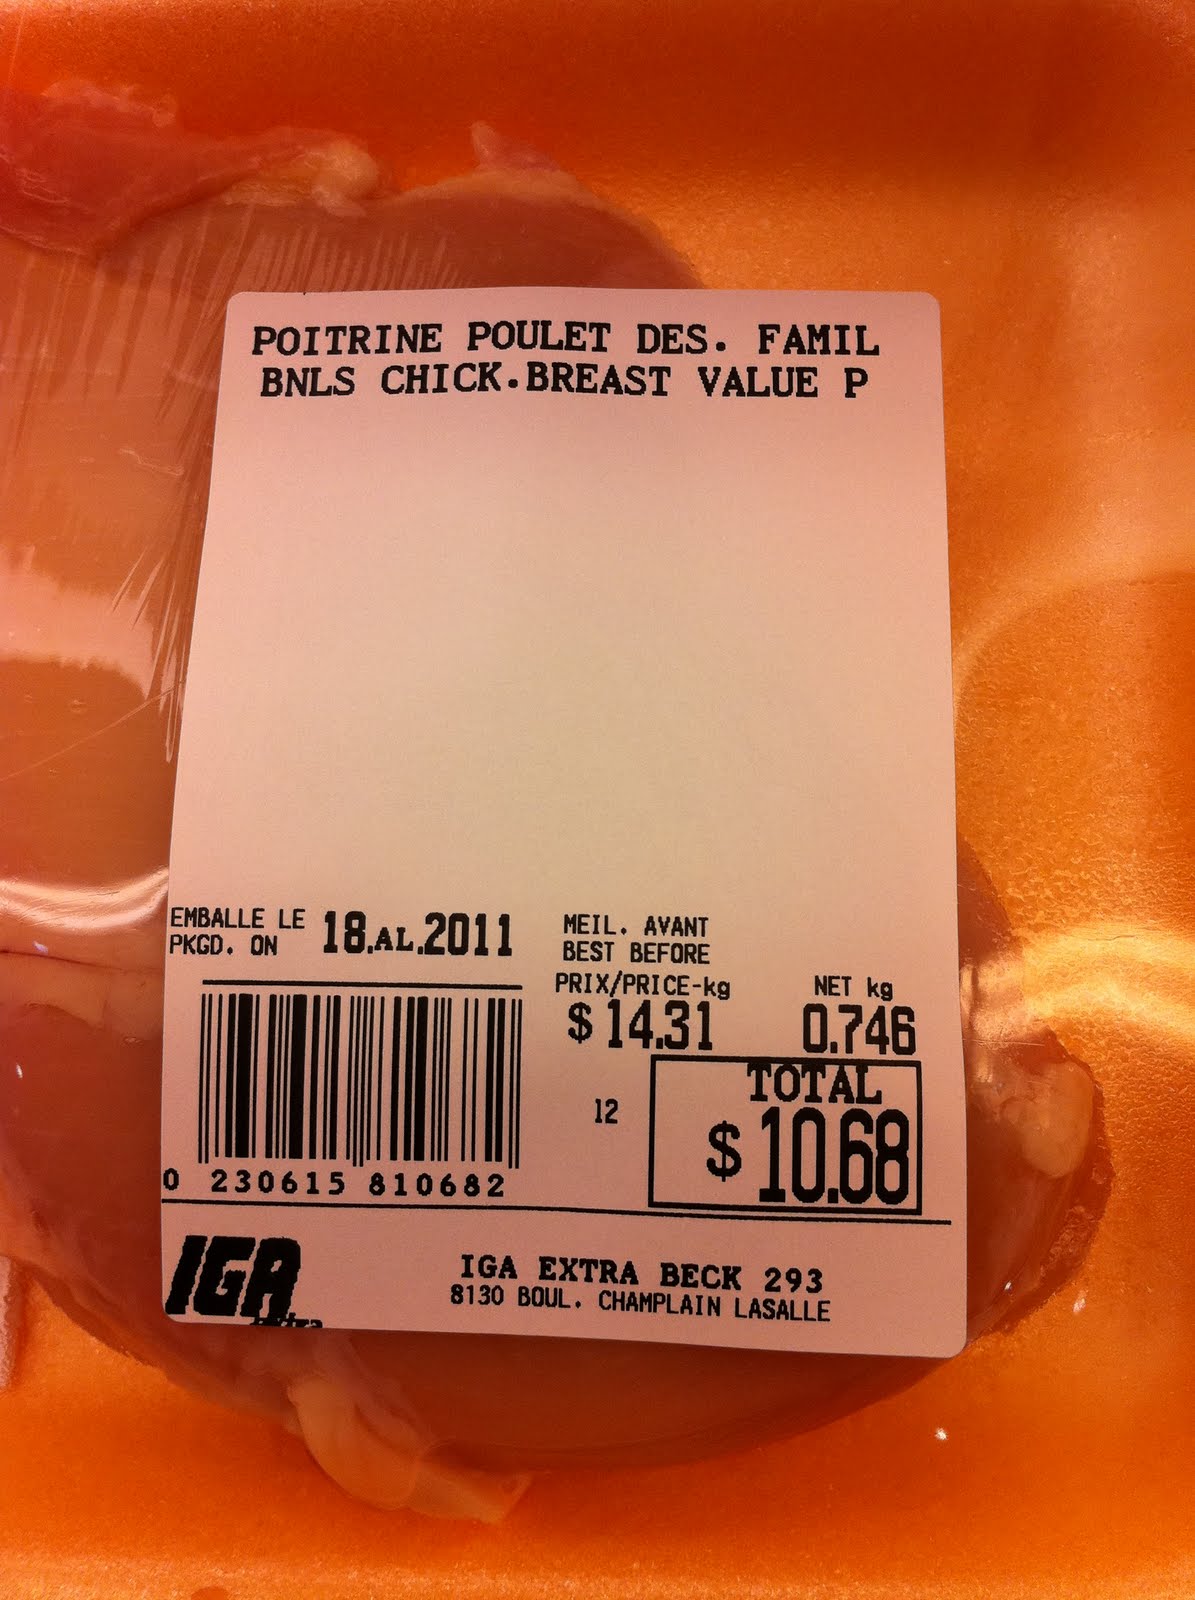 POITRINE POULET DES. FAMIL
BNLS CHICK.BREAST VALUE P
EMBALLE LE
PKGD. ON
18.AL.2011
MEIL. AVANT
BEST BEFORE
PRIX/PRICE-kg
$14.31
NET kg
0.746
12
TOTAL
$10.68
0 230615 810682
IGA
extra
IGA EXTRA BECK 293
8130 BOUL. CHAMPLAIN LASALLE